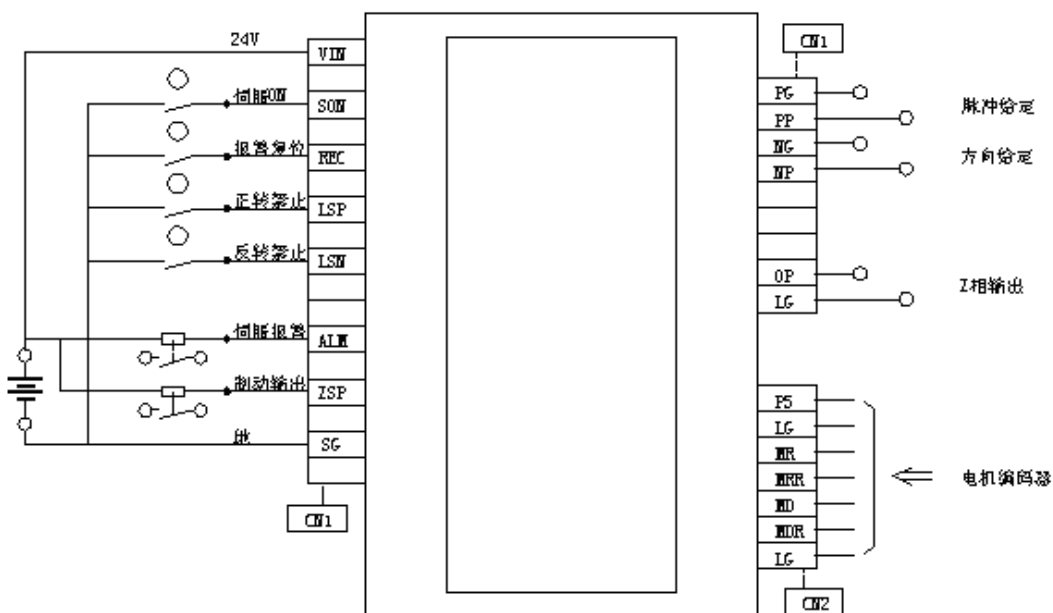 24V
VIN
伺服ON
SON
报警复位
REC
正转禁止
LSP
反转禁止
LSN
伺服报警
ALM
制动输出
ZSP
地
SG
CN1
CN1
PG
PP
脉冲给定
NG
NP
方向给定
OP
LG
Z相输出
P5
LG
MR
MRR
MD
MDR
LG
电机编码器
CN2